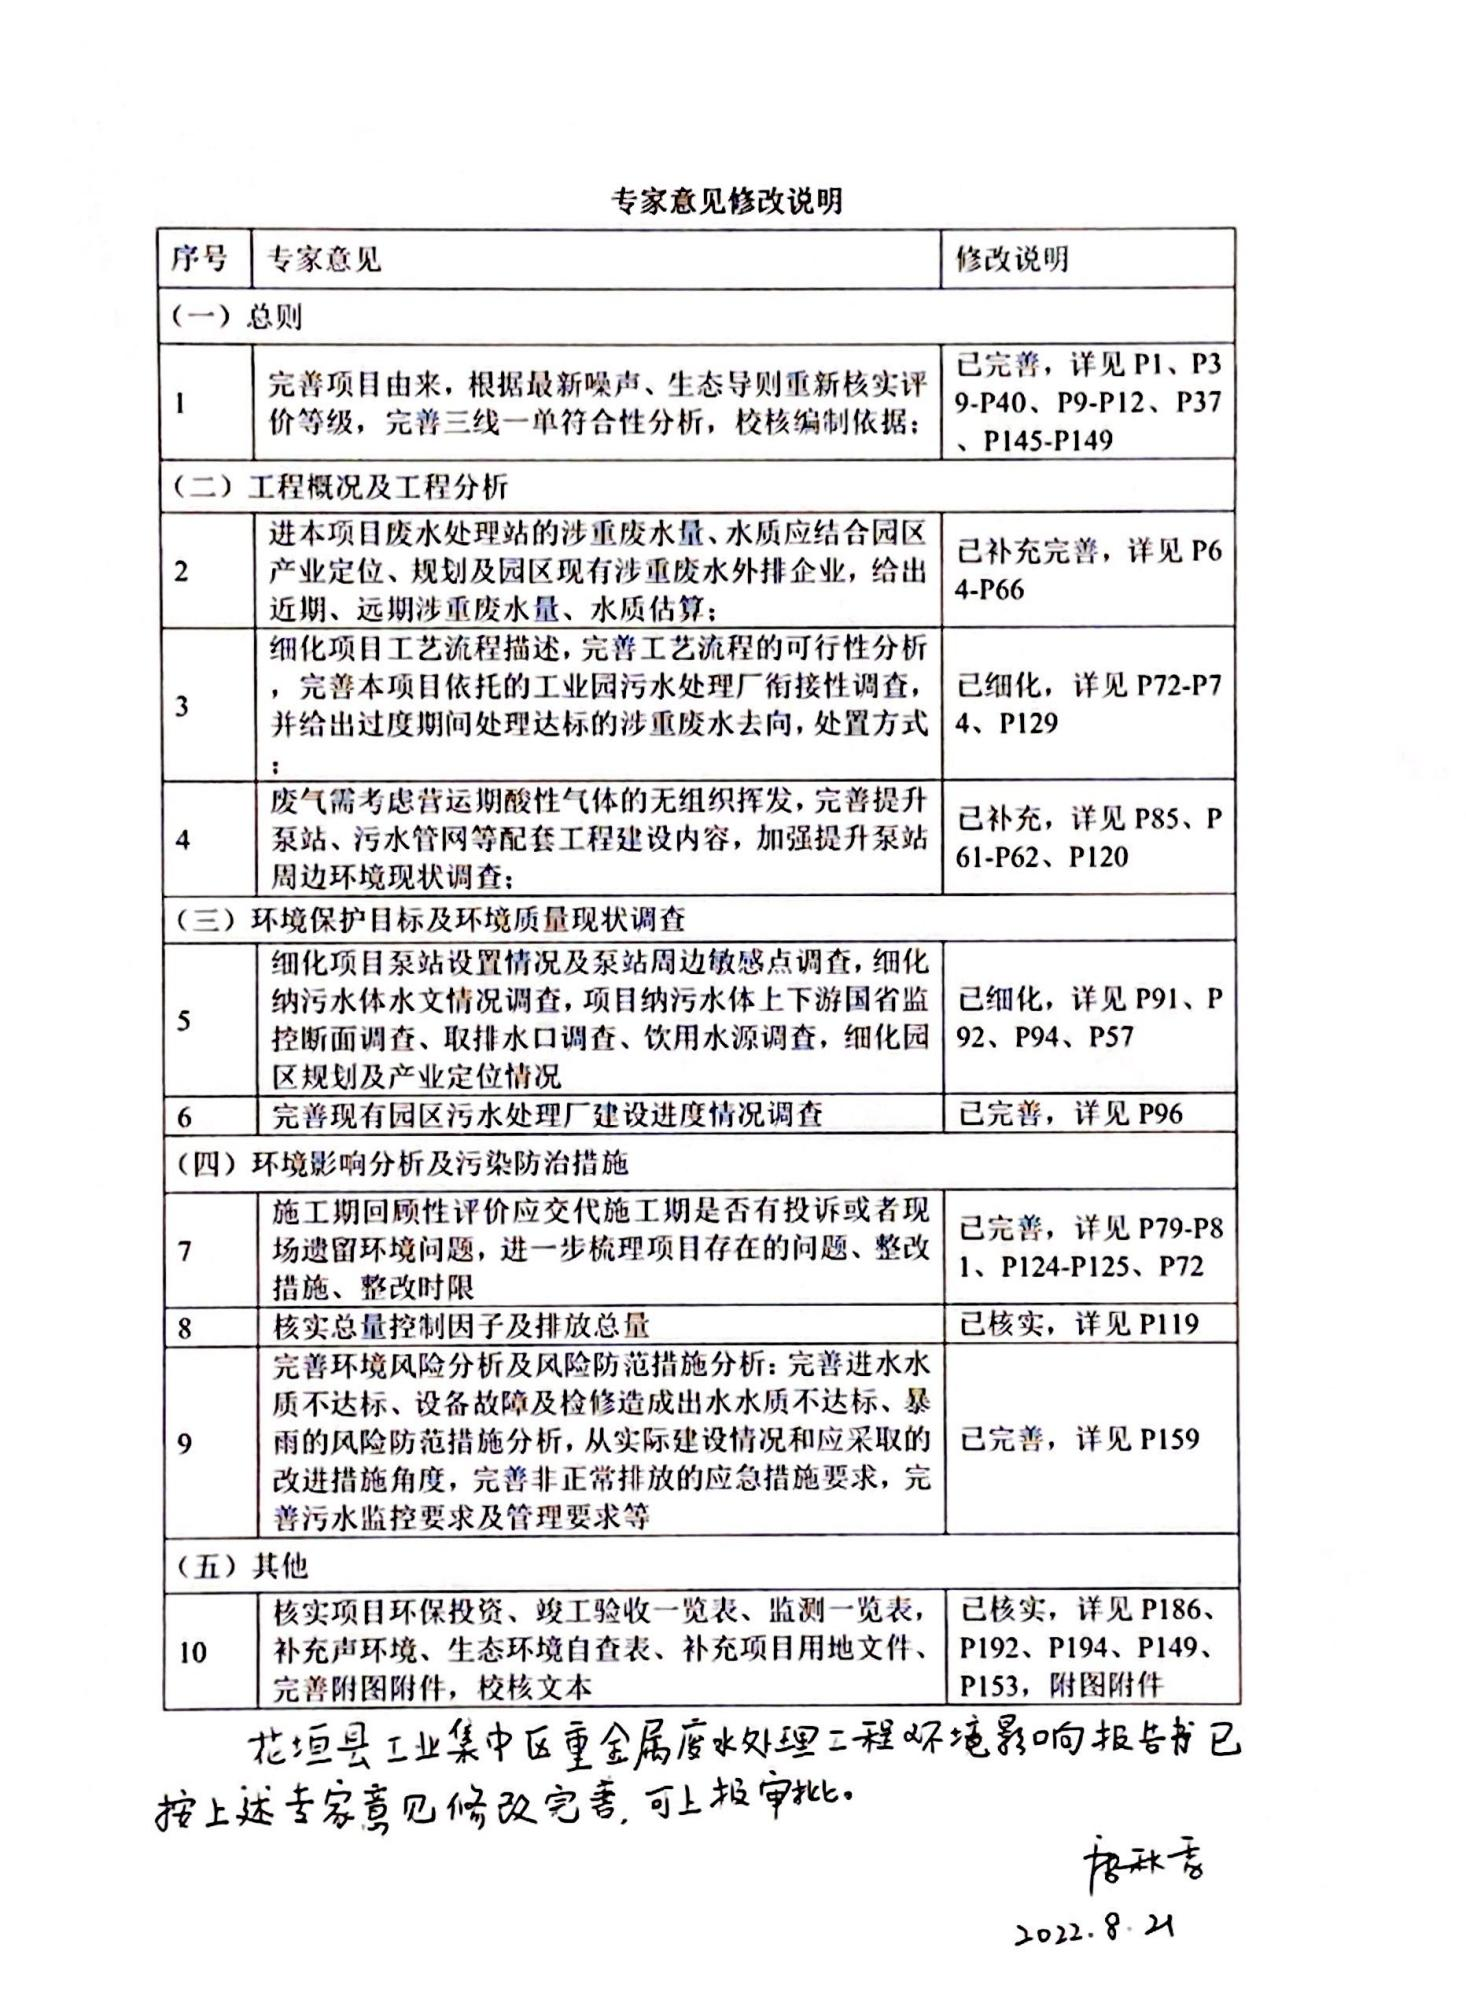 专家意见修改说明
序号 专家意见 修改说明
（一）总则
1
完善项目由来，根据最新噪声、生态导则重新核实评
价等级，完善三线一单符合性分析，校核编制依据；
已完善，详见 P1、P3
9-P40、P9-P12、P37
、P145-P149
（二）工程概况及工程分析
2
进本项目废水处理站的涉重废水量、水质应结合园区
产业定位、规划及园区现有涉重废水外排企业，给出
近期、远期涉重废水量、水质估算；
已补充完善，详见 P6
4-P66
3
细化项目工艺流程描述，完善工艺流程的可行性分析
，完善本项目依托的工业园污水处理厂衔接性调查，
并给出过度期间处理达标的涉重废水去向，处置方式
；
已细化，详见 P72-P7
4、P129
4
废气需考虑营运期酸性气体的无组织挥发，完善提升
泵站、污水管网等配套工程建设内容，加强提升泵站
周边环境现状调查；
已补充，详见 P85、P
61-P62、P120
（三）环境保护目标及环境质量现状调查
5
细化项目泵站设置情况及泵站周边敏感点调查，细化
纳污水体水文情况调查，项目纳污水体上下游国省监
控断面调查、取排水口调查、饮用水源调查，细化园
区规划及产业定位情况
已细化，详见 P91、P
92、P94、P57
6
完善现有园区污水处理厂建设进度情况调查
已完善，详见 P96
（四）环境影响分析及污染防治措施
7
施工期回顾性评价应交代施工期是否有投诉或者现
场遗留环境问题，进一步梳理项目存在的问题、整改
措施、整改时限
已完善，详见 P79-P8
1、P124-P125、P72
8
核实总量控制因子及排放总量
已核实，详见 P119
9
完善环境风险分析及风险防范措施分析：完善进水水
质不达标、设备故障及检修造成出水水质不达标、暴
雨的风险防范措施分析，从实际建设情况和应采取的
改进措施角度，完善非正常排放的应急措施要求，完
善污水监控要求及管理要求等
已完善，详见 P159
（五）其他
10
核实项目环保投资、竣工验收一览表、监测一览表，
补充声环境、生态环境自查表、补充项目用地文件、
完善附图附件，校核文本
已核实，详见 P186、
P192、P194、P149、
P153，附图附件
花垣县工业集中区重金属废水处理工程环境影响报告书已
按上述专家意见修改完善，可上报审批。
唐秋香
2022.8.21